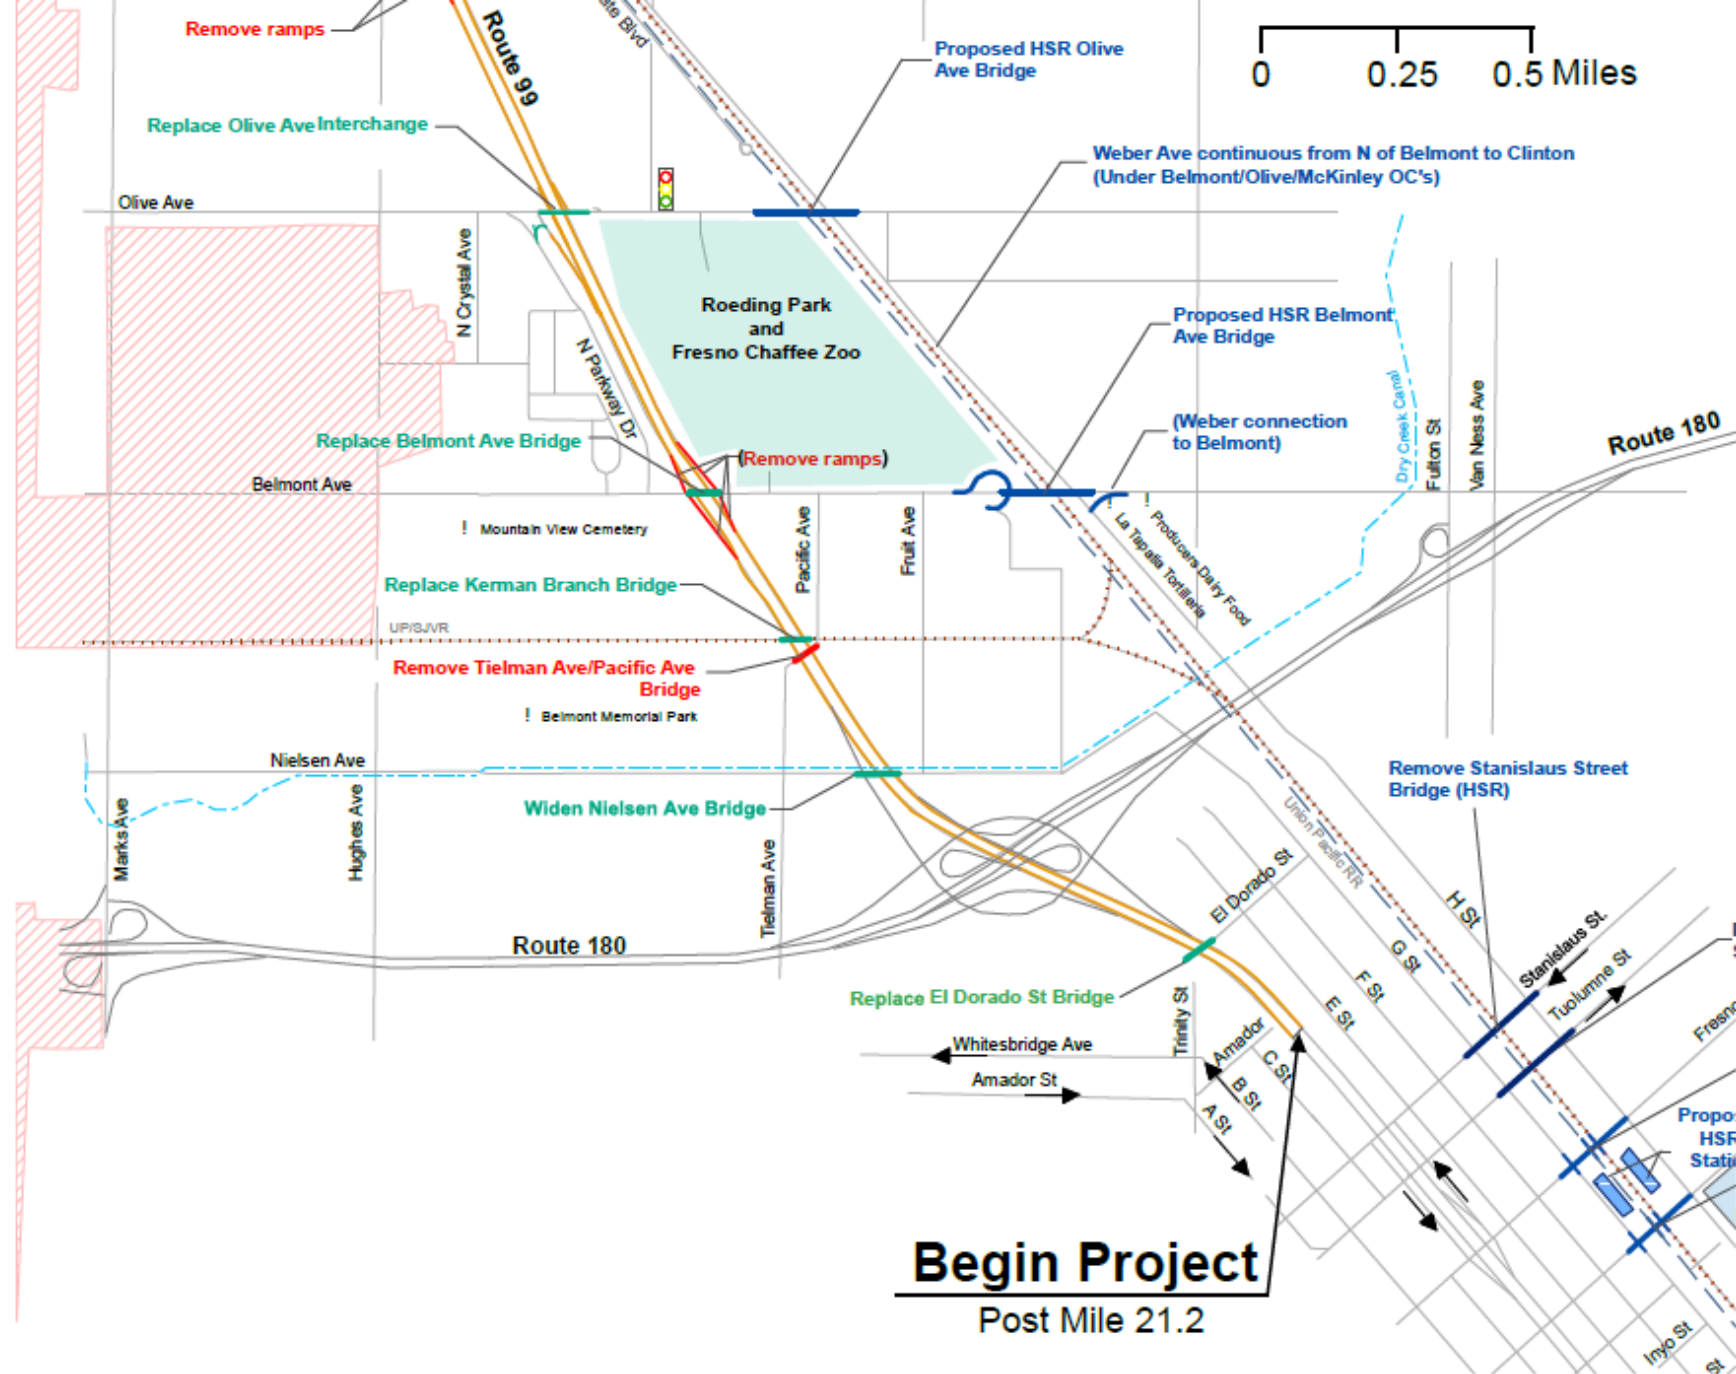 Remove ramps
Route 99
Blvd
Proposed HSR Olive
Ave Bridge
0 0.25 0.5 Miles
Replace Olive Ave Interchange
Weber Ave continuous from N of Belmont to Clinton
(Under Belmont/Olive/McKinley OC's)
Olive Ave
N Crystal Ave
Roeding Park
and
Fresno Chaffee Zoo
Proposed HSR Belmont
Ave Bridge
N Parkway Dr
Dry Creek Canal
Fulton St
Van Ness Ave
(Weber connection
to Belmont)
Route 180
Replace Belmont Ave Bridge
(Remove ramps)
Belmont Ave
! Mountain View Cemetery
Pacific Ave
Fruit Ave
! La Tapatia Tortilleria
! Producers Dairy Food
Replace Kerman Branch Bridge
UP/SJVR
Remove Tielman Ave/Pacific Ave
Bridge
! Belmont Memorial Park
Nielsen Ave
Widen Nielsen Ave Bridge
Remove Stanislaus Street
Bridge (HSR)
Marks Ave
Hughes Ave
Tielman Ave
Union Pacific RR
El Dorado St
H St
G St
F St
E St
Stanislaus St.
Tuolumne St
Route 180
Replace El Dorado St Bridge
Trinity St
Amador
C St
B St
A St
Whitesbridge Ave
Amador St
Fresno
Propo
HSR
Stati
Begin Project
Post Mile 21.2
Inyo St
St